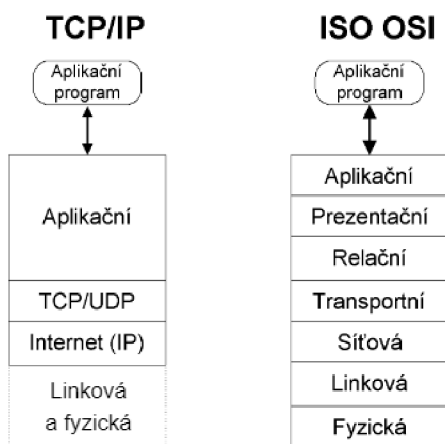 TCP/IP
Aplikační
program
Aplikační
TCP/UDP
Internet (IP)
Linková
a fyzická
ISO OSI
Aplikační
program
Aplikační
Prezentační
Relační
Transportní
Síťová
Linková
Fyzická